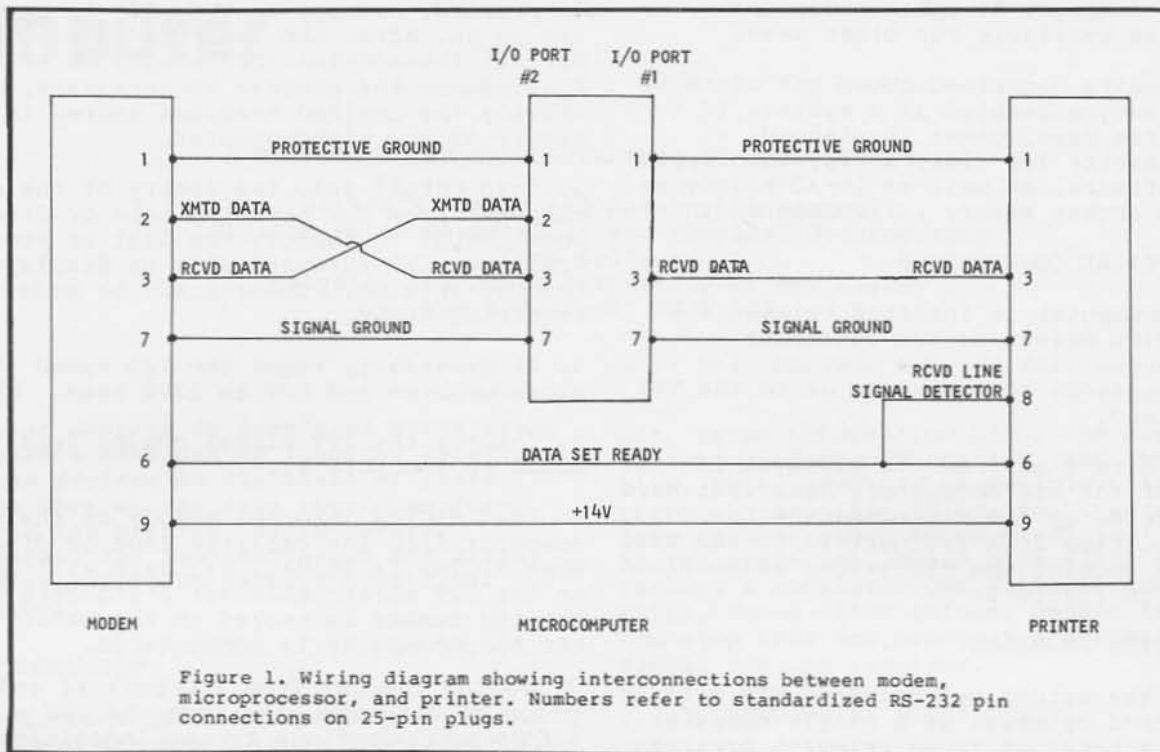 I/O PORT I/O PORT
#2 #1
1 PROTECTIVE GROUND 1 1 PROTECTIVE GROUND 1
2 XMTD DATA XMTD DATA 2
3 RCVD DATA RCVD DATA 3 3 RCVD DATA RCVD DATA 3
7 SIGNAL GROUND 7 7 SIGNAL GROUND 7
RCVD LINE
SIGNAL DETECTOR 8
6 DATA SET READY 6
9 +14V 9
MODEM MICROCOMPUTER PRINTER
Figure 1. Wiring diagram showing interconnections between modem,
microprocessor, and printer. Numbers refer to standardized RS-232 pin
connections on 25-pin plugs.